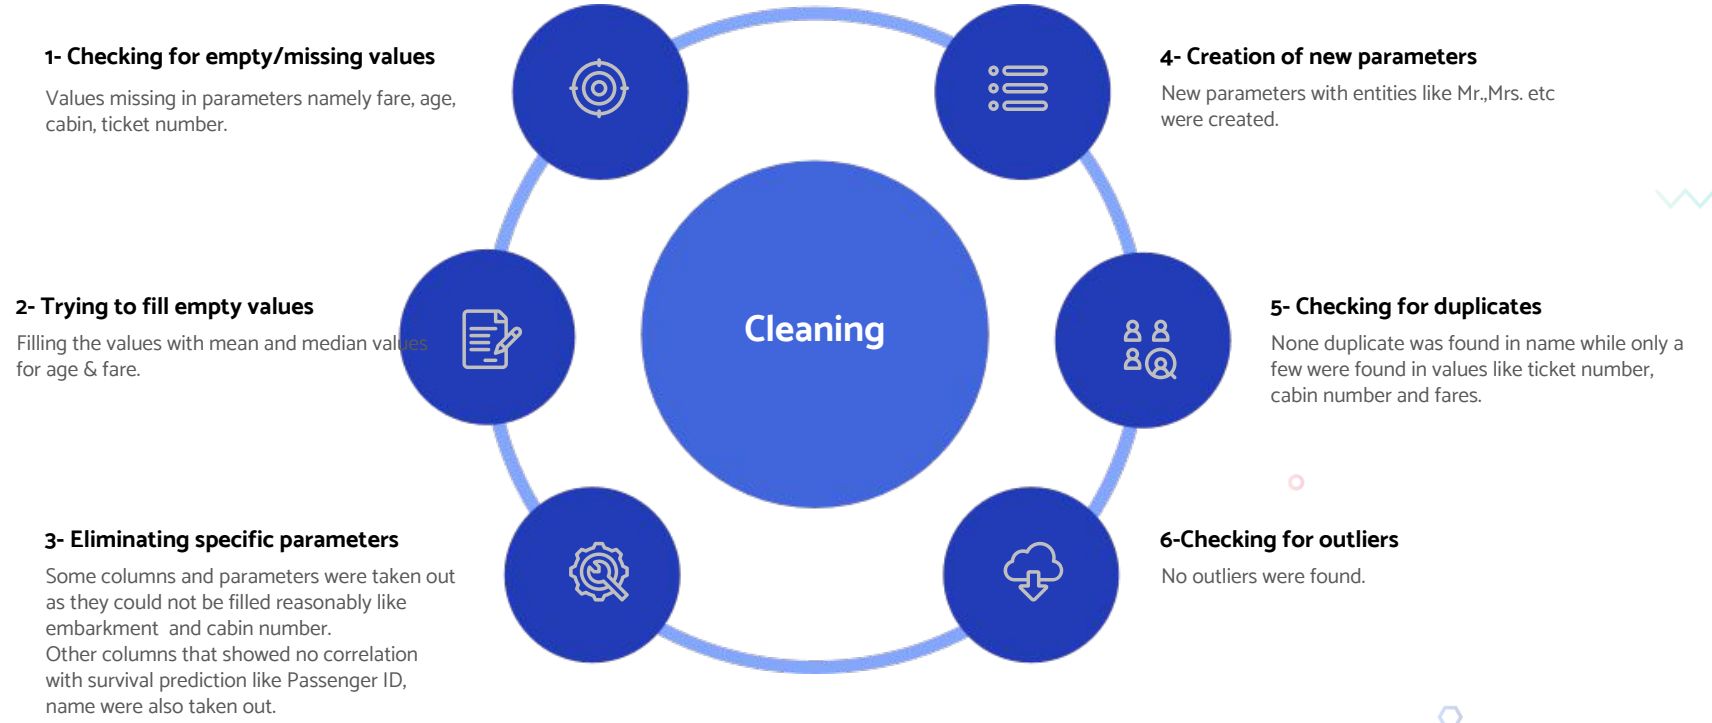 1- Checking for empty/missing values
Values missing in parameters namely fare, age,
cabin, ticket number.
2- Trying to fill empty values
Filling the values with mean and median values
for age & fare.
3- Eliminating specific parameters
Some columns and parameters were taken out
as they could not be filled reasonably like
embarkment  and cabin number.
Other columns that showed no correlation
with survival prediction like Passenger ID,
name were also taken out.
Cleaning
4- Creation of new parameters
New parameters with entities like Mr.,Mrs. etc
were created.
5- Checking for duplicates
None duplicate was found in name while only a
few were found in values like ticket number,
cabin number and fares.
6-Checking for outliers
No outliers were found.